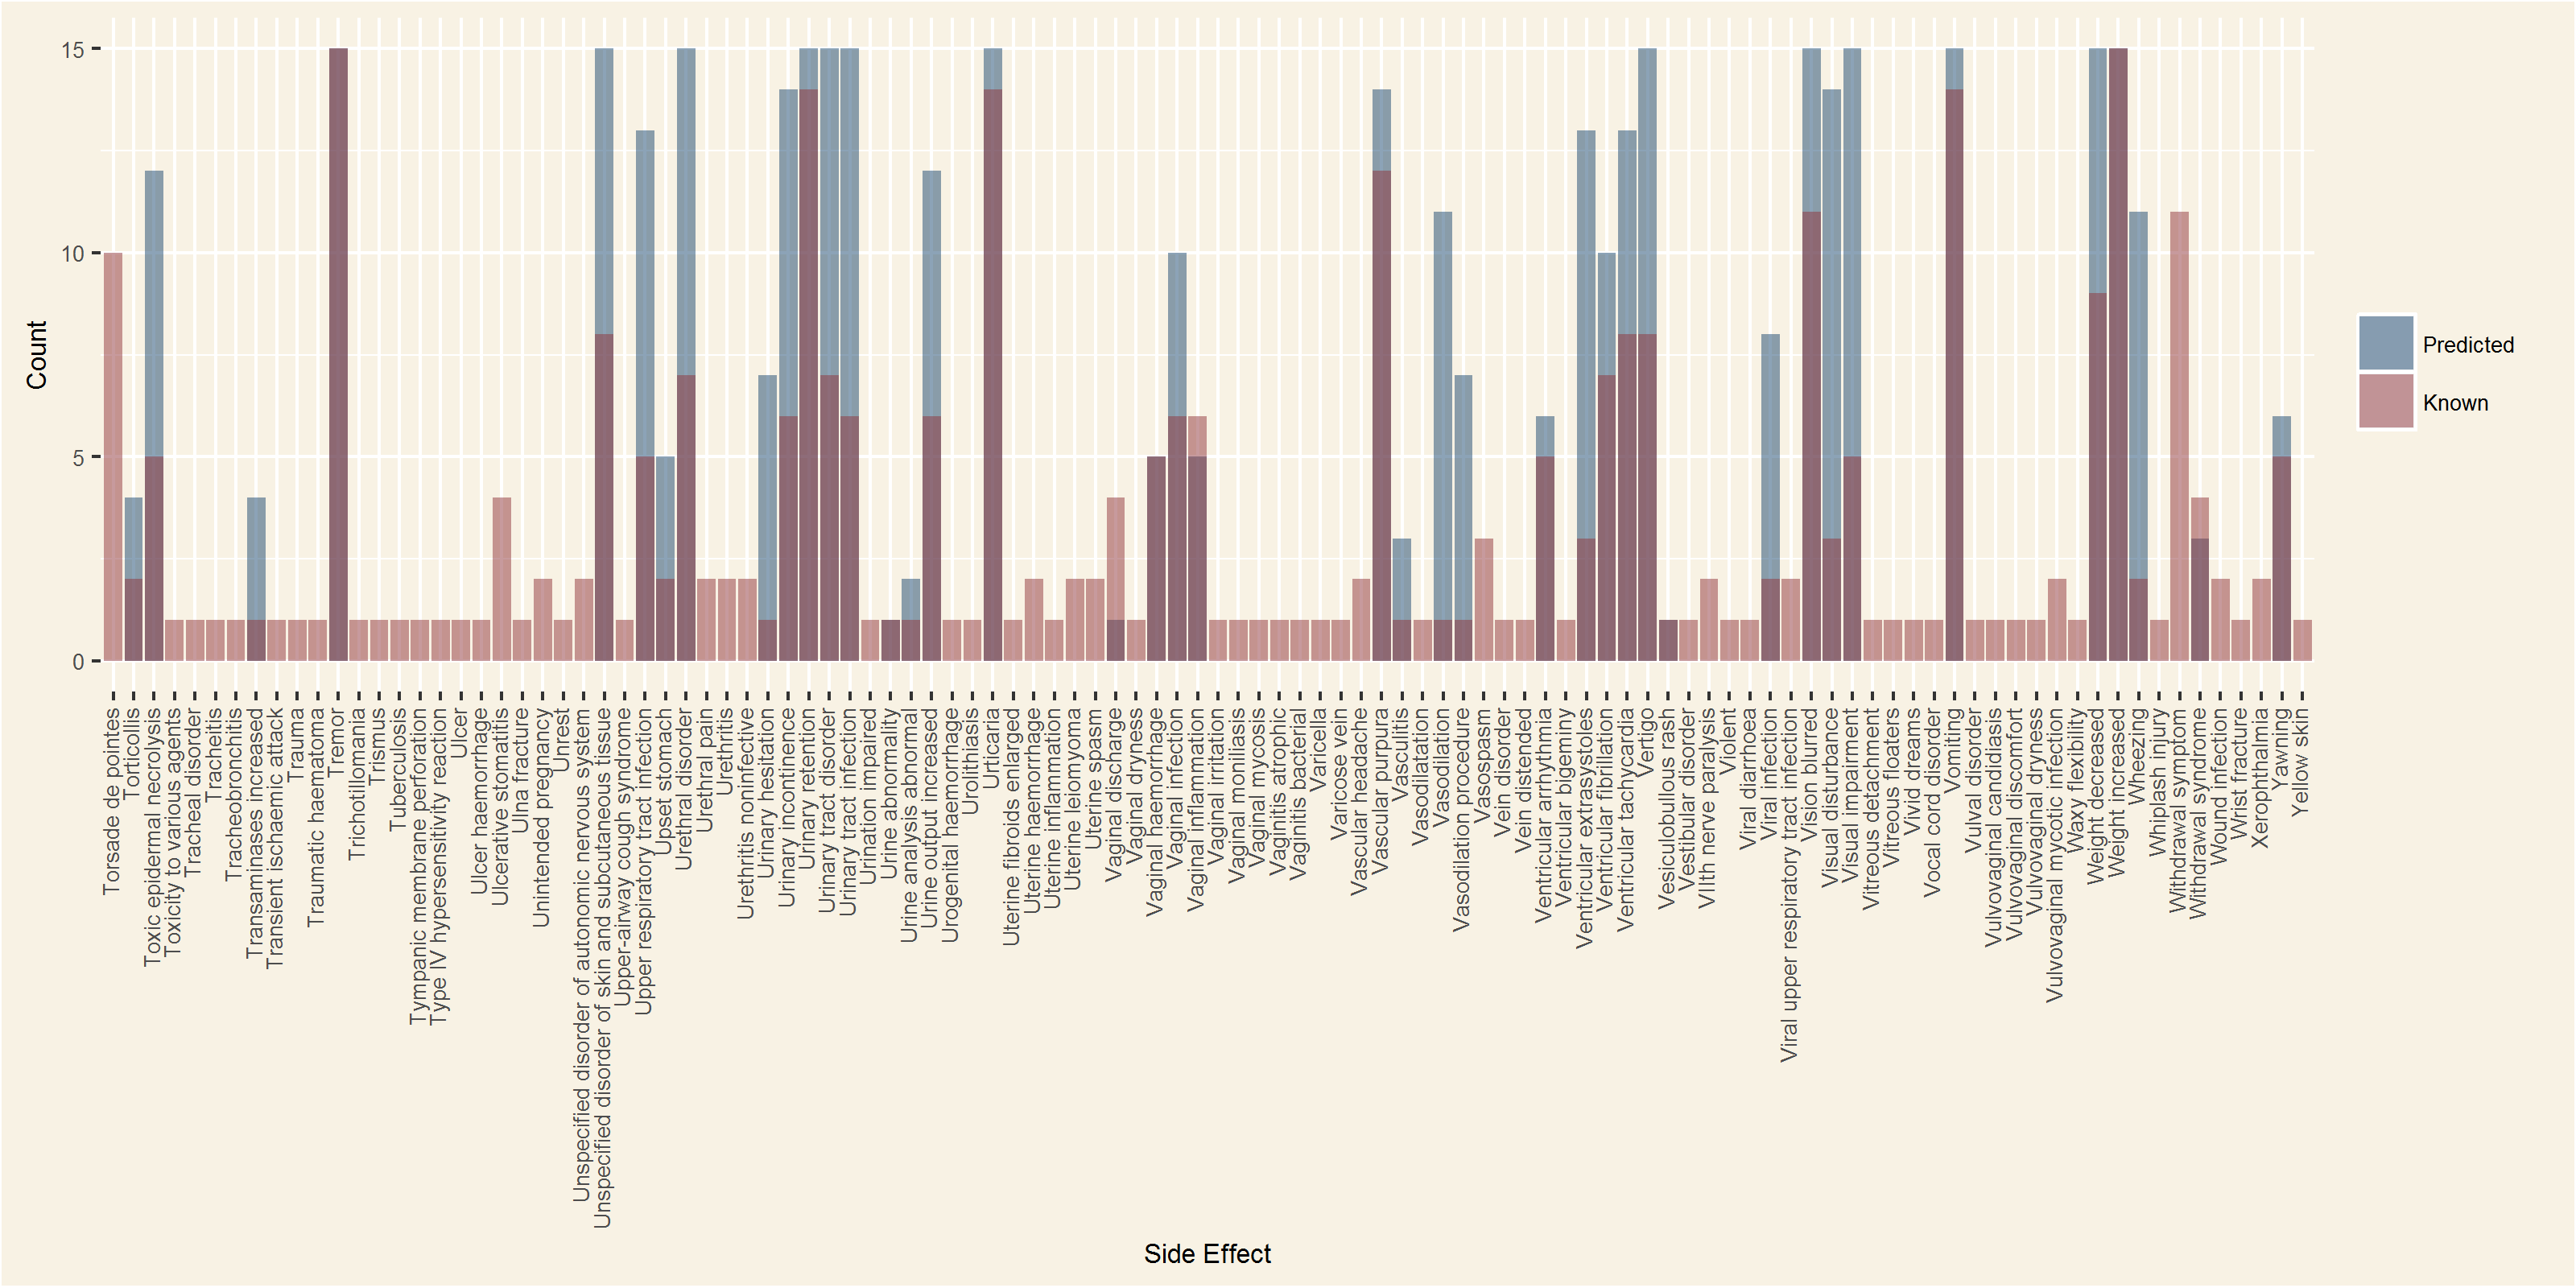 15
10
5
0
Count
Torsade de pointes
Torticollis
Toxic epidermal necrolysis
Toxicity to various agents
Tracheal disorder
Tracheitis
Tracheobronchitis
Transaminases increased
Transient ischaemic attack
Trauma
Traumatic haematoma
Tremor
Trichotillomania
Trismus
Tuberculosis
Tympanic membrane perforation
Type IV hypersensitivity reaction
Ulcer
Ulcer haemorrhage
Ulcerative stomatitis
Ulna fracture
Unintended pregnancy
Unrest
Unspecified disorder of autonomic nervous system
Unspecified disorder of skin and subcutaneous tissue
Upper-airway cough syndrome
Upper respiratory tract infection
Upset stomach
Urethral disorder
Urethral pain
Urethritis
Urethritis noninfective
Urinary hesitation
Urinary incontinence
Urinary retention
Urinary tract disorder
Urinary tract infection
Urination impaired
Urine abnormality
Urine analysis abnormal
Urine output increased
Urogenital haemorrhage
Urolithiasis
Urticaria
Uterine fibroids enlarged
Uterine haemorrhage
Uterine inflammation
Uterine leiomyoma
Uterine spasm
Vaginal discharge
Vaginal dryness
Vaginal haemorrhage
Vaginal infection
Vaginal inflammation
Vaginal irritation
Vaginal moniliasis
Vaginal mycosis
Vaginitis atrophic
Vaginitis bacterial
Varicella
Varicose vein
Vascular headache
Vascular purpura
Vasculitis
Vasodilatation
Vasodilation
Vasodilation procedure
Vasospasm
Vein disorder
Vein distended
Ventricular arrhythmia
Ventricular bigeminy
Ventricular extrasystoles
Ventricular fibrillation
Ventricular tachycardia
Vertigo
Vesiculobullous rash
Vestibular disorder
VIIth nerve paralysis
Violent
Viral diarrhoea
Viral infection
Viral upper respiratory tract infection
Vision blurred
Visual disturbance
Visual impairment
Vitreous detachment
Vitreous floaters
Vivid dreams
Vocal cord disorder
Vomiting
Vulval disorder
Vulvovaginal candidiasis
Vulvovaginal discomfort
Vulvovaginal dryness
Vulvovaginal mycotic infection
Waxy flexibility
Weight decreased
Weight increased
Wheezing
Whiplash injury
Withdrawal symptom
Withdrawal syndrome
Wound infection
Wrist fracture
Xerophthalmia
Yawning
Yellow skin
Side Effect
Predicted
Known